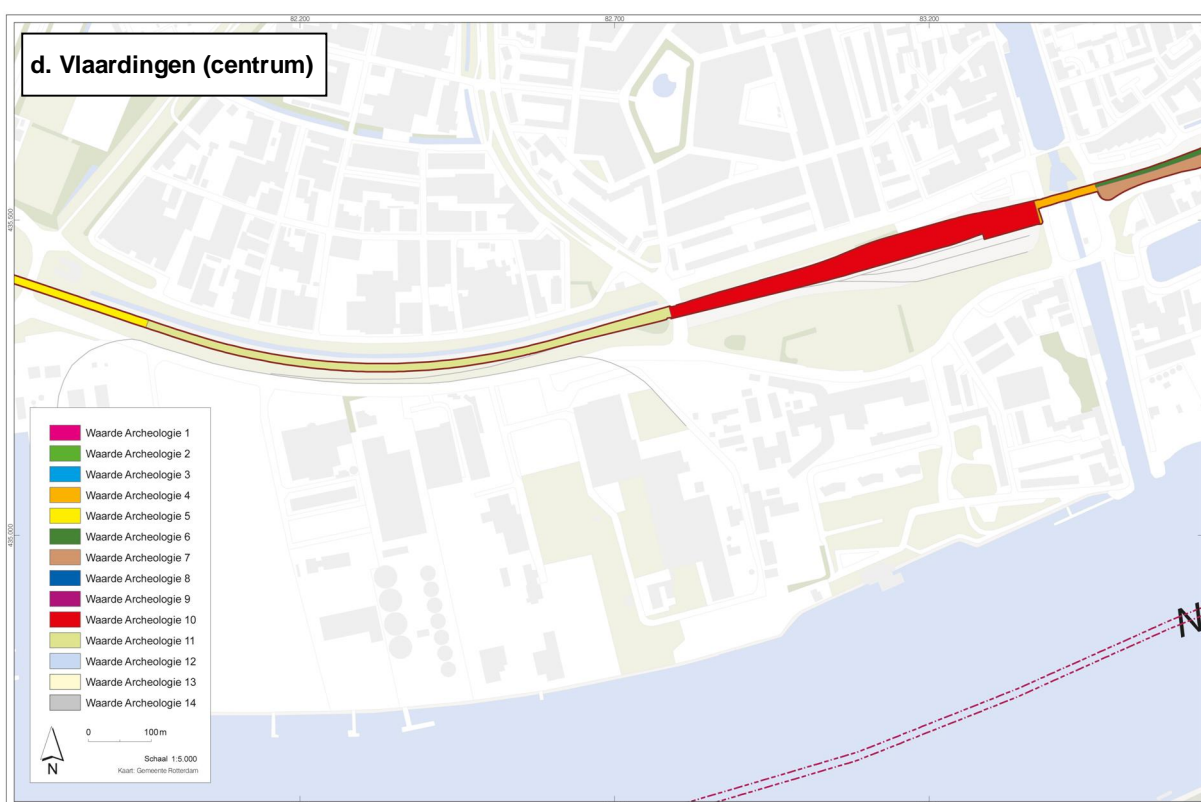 82.200
82.700
83.200
d. Vlaardingen (centrum)
435.500
435.000
N
Waarde Archeologie 1
Waarde Archeologie 2
Waarde Archeologie 3
Waarde Archeologie 4
Waarde Archeologie 5
Waarde Archeologie 6
Waarde Archeologie 7
Waarde Archeologie 8
Waarde Archeologie 9
Waarde Archeologie 10
Waarde Archeologie 11
Waarde Archeologie 12
Waarde Archeologie 13
Waarde Archeologie 14
0 100 m
N
Schaal 1:5.000
Kaart: Gemeente Rotterdam